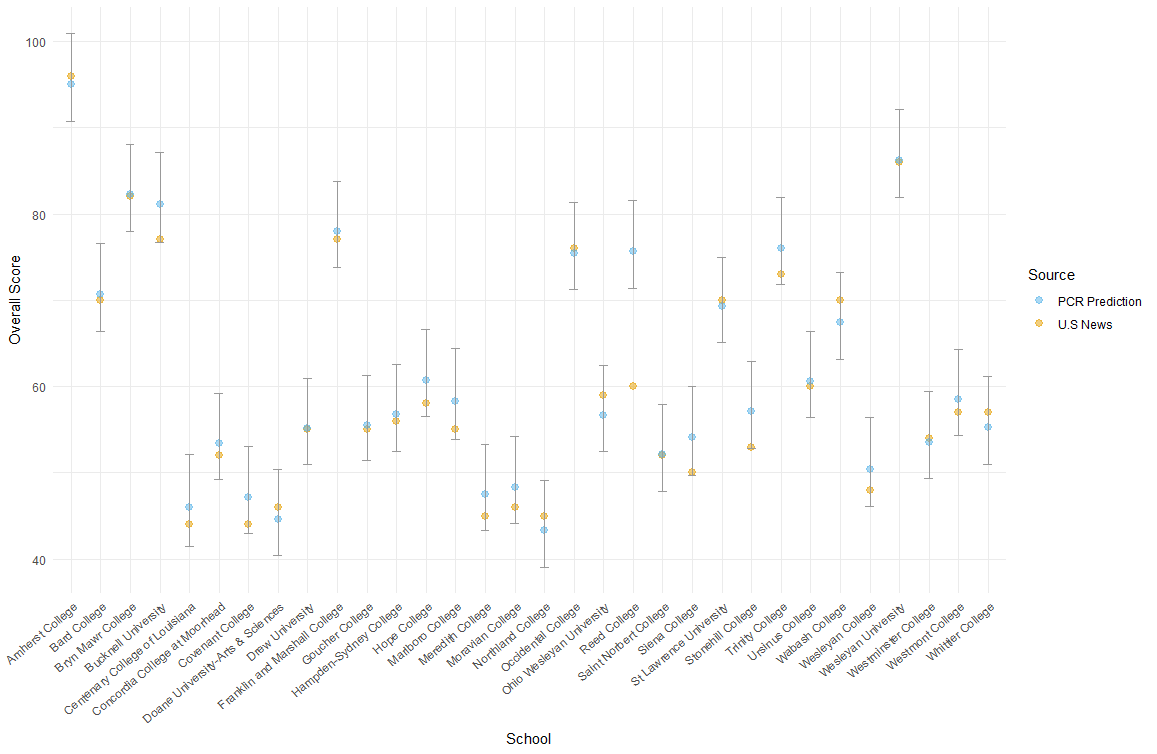 100
80
60
40
Overall Score
Amherst College
Bard College
Bryn Mawr College
Bucknell University
Centenary College of Louisiana
Concordia College at Moorhead
Covenant College
Doane University-Arts & Sciences
Drew University
Franklin and Marshall College
Goucher College
Hampden-Sydney College
Hope College
Marlboro College
Meredith College
Moravian College
Northland College
Occidental College
Ohio Wesleyan University
Reed College
Saint Norbert College
Siena College
St Lawrence University
Stonehill College
Trinity College
Ursinus College
Wabash College
Wesleyan College
Wesleyan University
Westminster College
Westmont College
Whittier College
School
Source
PCR Prediction
U.S News